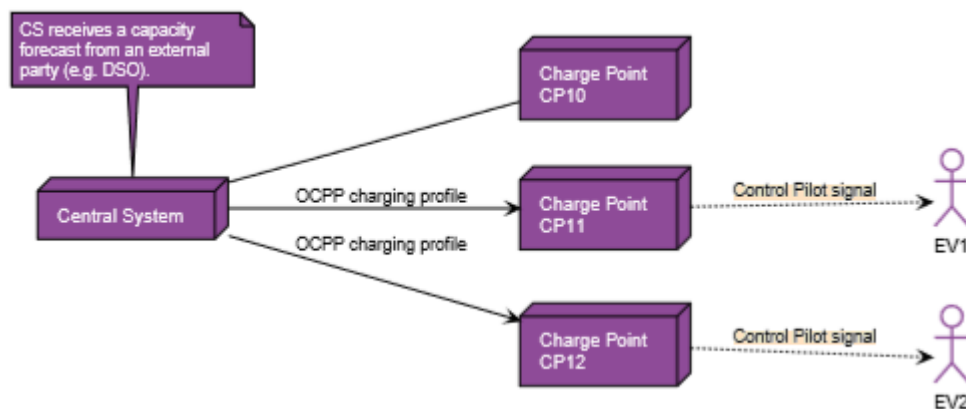 CS receives a capacity
forecast from an external
party (e.g. DSO).
Charge Point
CP10
Central System
OCPP charging profile
Charge Point
CP11
Control Pilot signal
EV1
OCPP charging profile
Charge Point
CP12
Control Pilot signal
EV2